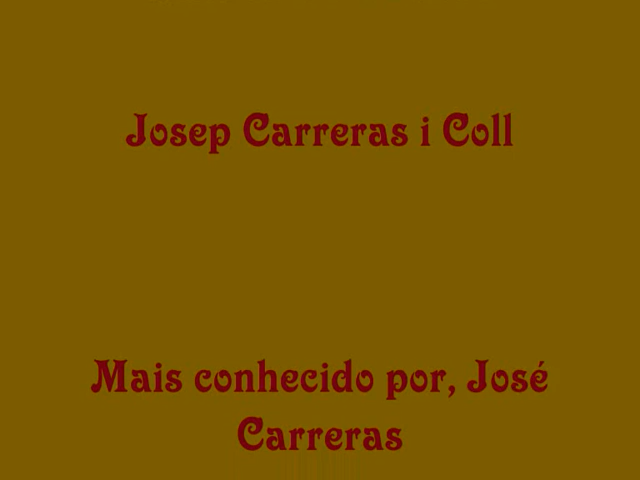 Josep Carreras i Coll
Mais conhecido por, José
Carreras